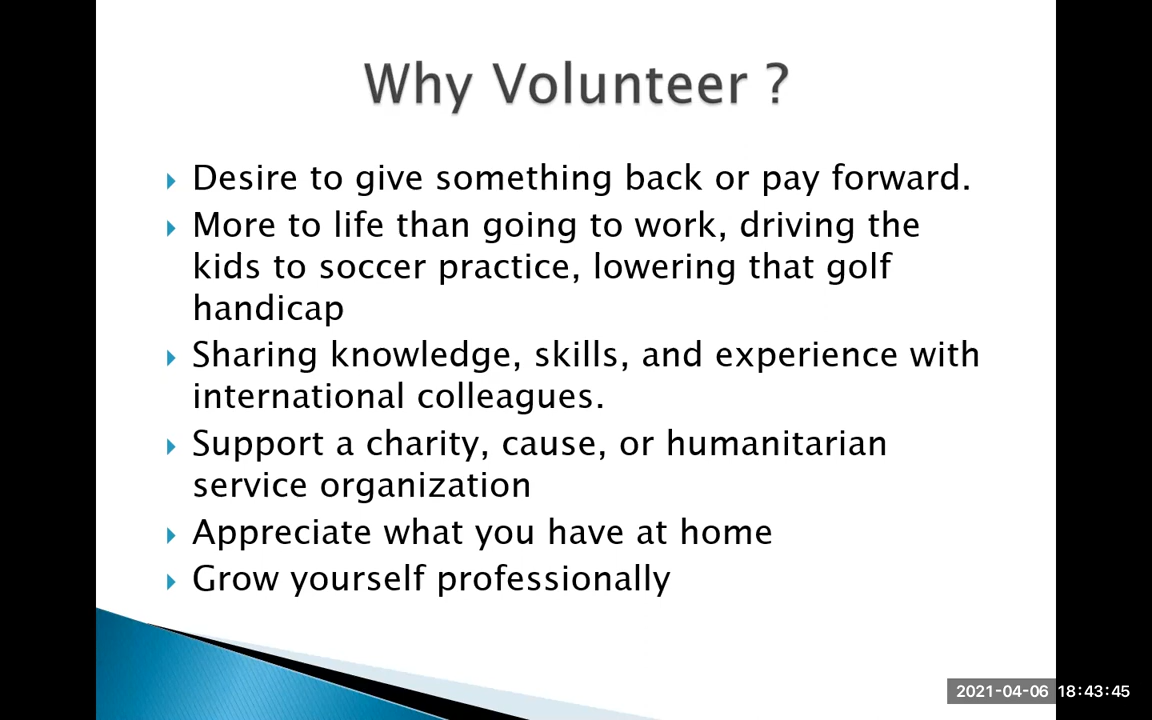 Why Volunteer ?
Desire to give something back or pay forward.
More to life than going to work, driving the
kids to soccer practice, lowering that golf
handicap
Sharing knowledge, skills, and experience with
international colleagues.
Support a charity, cause, or humanitarian
service organization
Appreciate what you have at home
Grow yourself professionally
2021-04-06 18:43:45